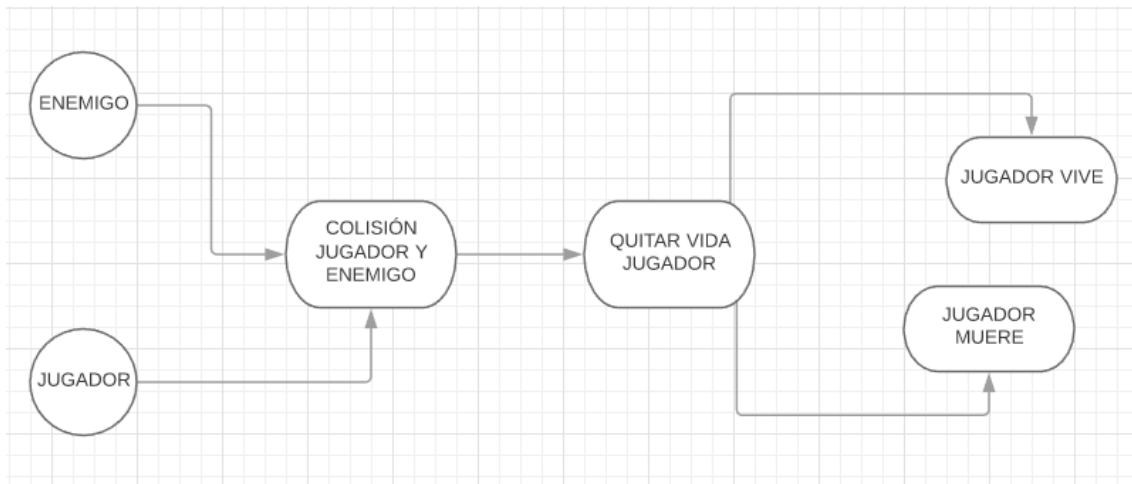 ENEMIGO
COLISIÓN
JUGADOR Y
ENEMIGO
JUGADOR
QUITAR VIDA
JUGADOR
JUGADOR VIVE
JUGADOR
MUERE